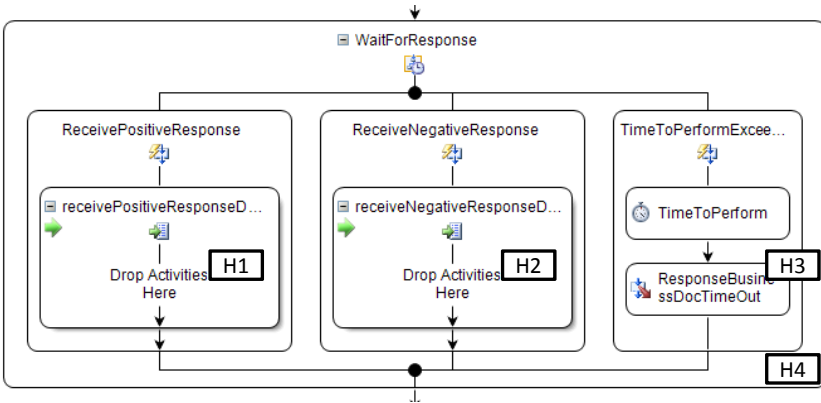 WaitForResponse
ReceivePositiveResponse
ReceiveNegativeResponse
TimeToPerformExcee...
receivePositiveResponseD...
receiveNegativeResponseD...
TimeToPerform
Drop Activities
Here
H1
Drop Activities
Here
H2
ResponseBusine
ssDocTimeOut
H3
H4